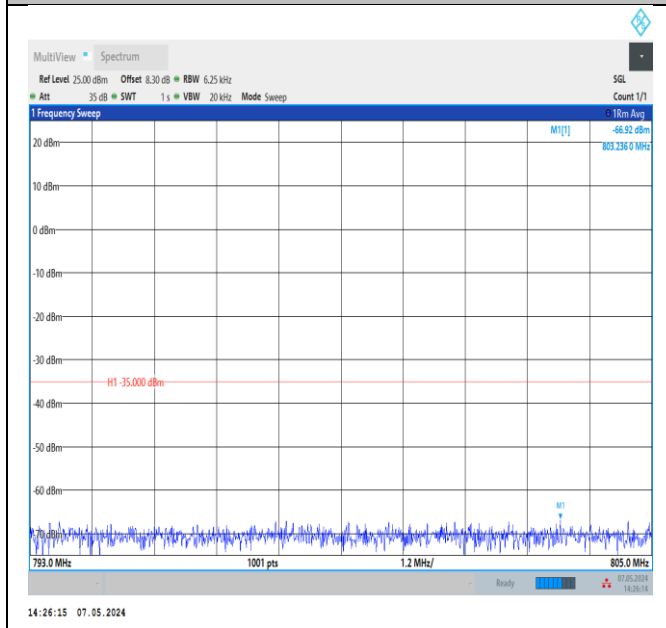 R&S
MultiView Spectrum
Ref Level 25.00 dBm Offset 8.30 dB RBW 6.25 kHz SGL
Att 35 dB SWT 1 s VBW 20 kHz Mode Sweep Count 1/1
1 Frequency Sweep 1Rm Avg
M1[1] -66.92 dBm
803.236 0 MHz
20 dBm
10 dBm
0 dBm
-10 dBm
-20 dBm
-30 dBm
H1 -35.000 dBm
-40 dBm
-50 dBm
-60 dBm
M1
-70 dBm
793.0 MHz 1001 pts 1.2 MHz/ 805.0 MHz
- - Ready 07.05.2024
14:26:14
14:26:15 07.05.2024